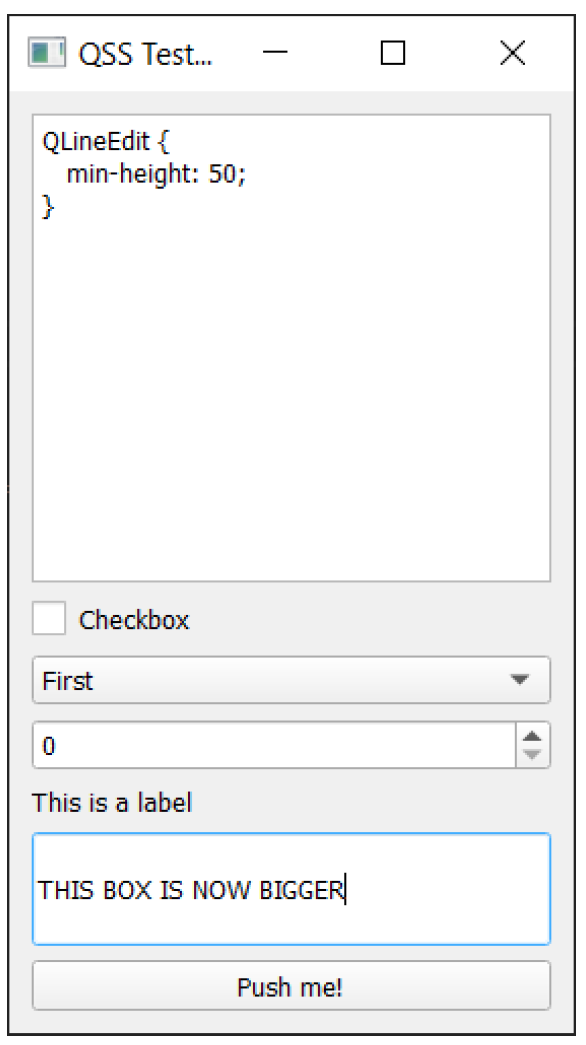 QSS Test...
QLineEdit {
  min-height: 50;
}
Checkbox
First
0
This is a label
THIS BOX IS NOW BIGGER
Push me!